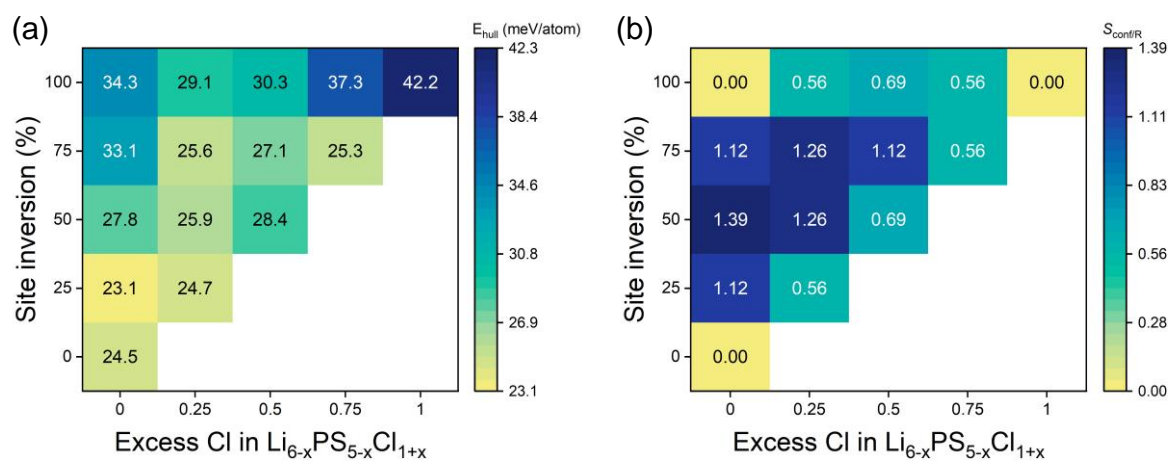 (a)
E_hull (meV/atom)
42.3
38.4
34.6
30.8
26.9
23.1
Site inversion (%)
100
75
50
25
0
34.3 29.1 30.3 37.3 42.2
33.1 25.6 27.1 25.3
27.8 25.9 28.4
23.1 24.7
24.5
0 0.25 0.5 0.75 1
Excess Cl in Li₆₋ₓPS₅₋ₓCl₁₊ₓ
(b)
S_conf/R
1.39
1.11
0.83
0.56
0.28
0.00
Site inversion (%)
100
75
50
25
0
0.00 0.56 0.69 0.56 0.00
1.12 1.26 1.12 0.56
1.39 1.26 0.69
1.12 0.56
0.00
0 0.25 0.5 0.75 1
Excess Cl in Li₆₋ₓPS₅₋ₓCl₁₊ₓ